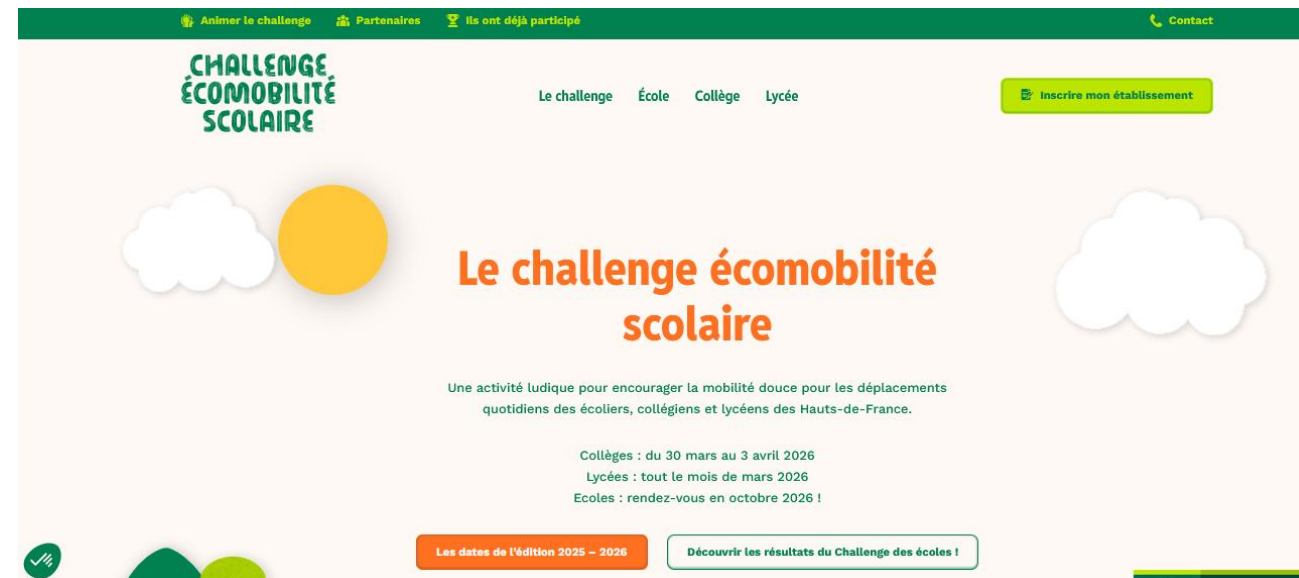 Animer le challenge Partenaires Ils ont déjà participé Contact
CHALLENGE
ÉCOMOBILITÉ
SCOLAIRE
Le challenge École Collège Lycée
Inscrire mon établissement
Le challenge écomobilité
scolaire
Une activité ludique pour encourager la mobilité douce pour les déplacements
quotidiens des écoliers, collégiens et lycéens des Hauts-de-France.
Collèges : du 30 mars au 3 avril 2026
Lycées : tout le mois de mars 2026
Ecoles : rendez-vous en octobre 2026 !
Les dates de l'édition 2025 – 2026
Découvrir les résultats du Challenge des écoles !